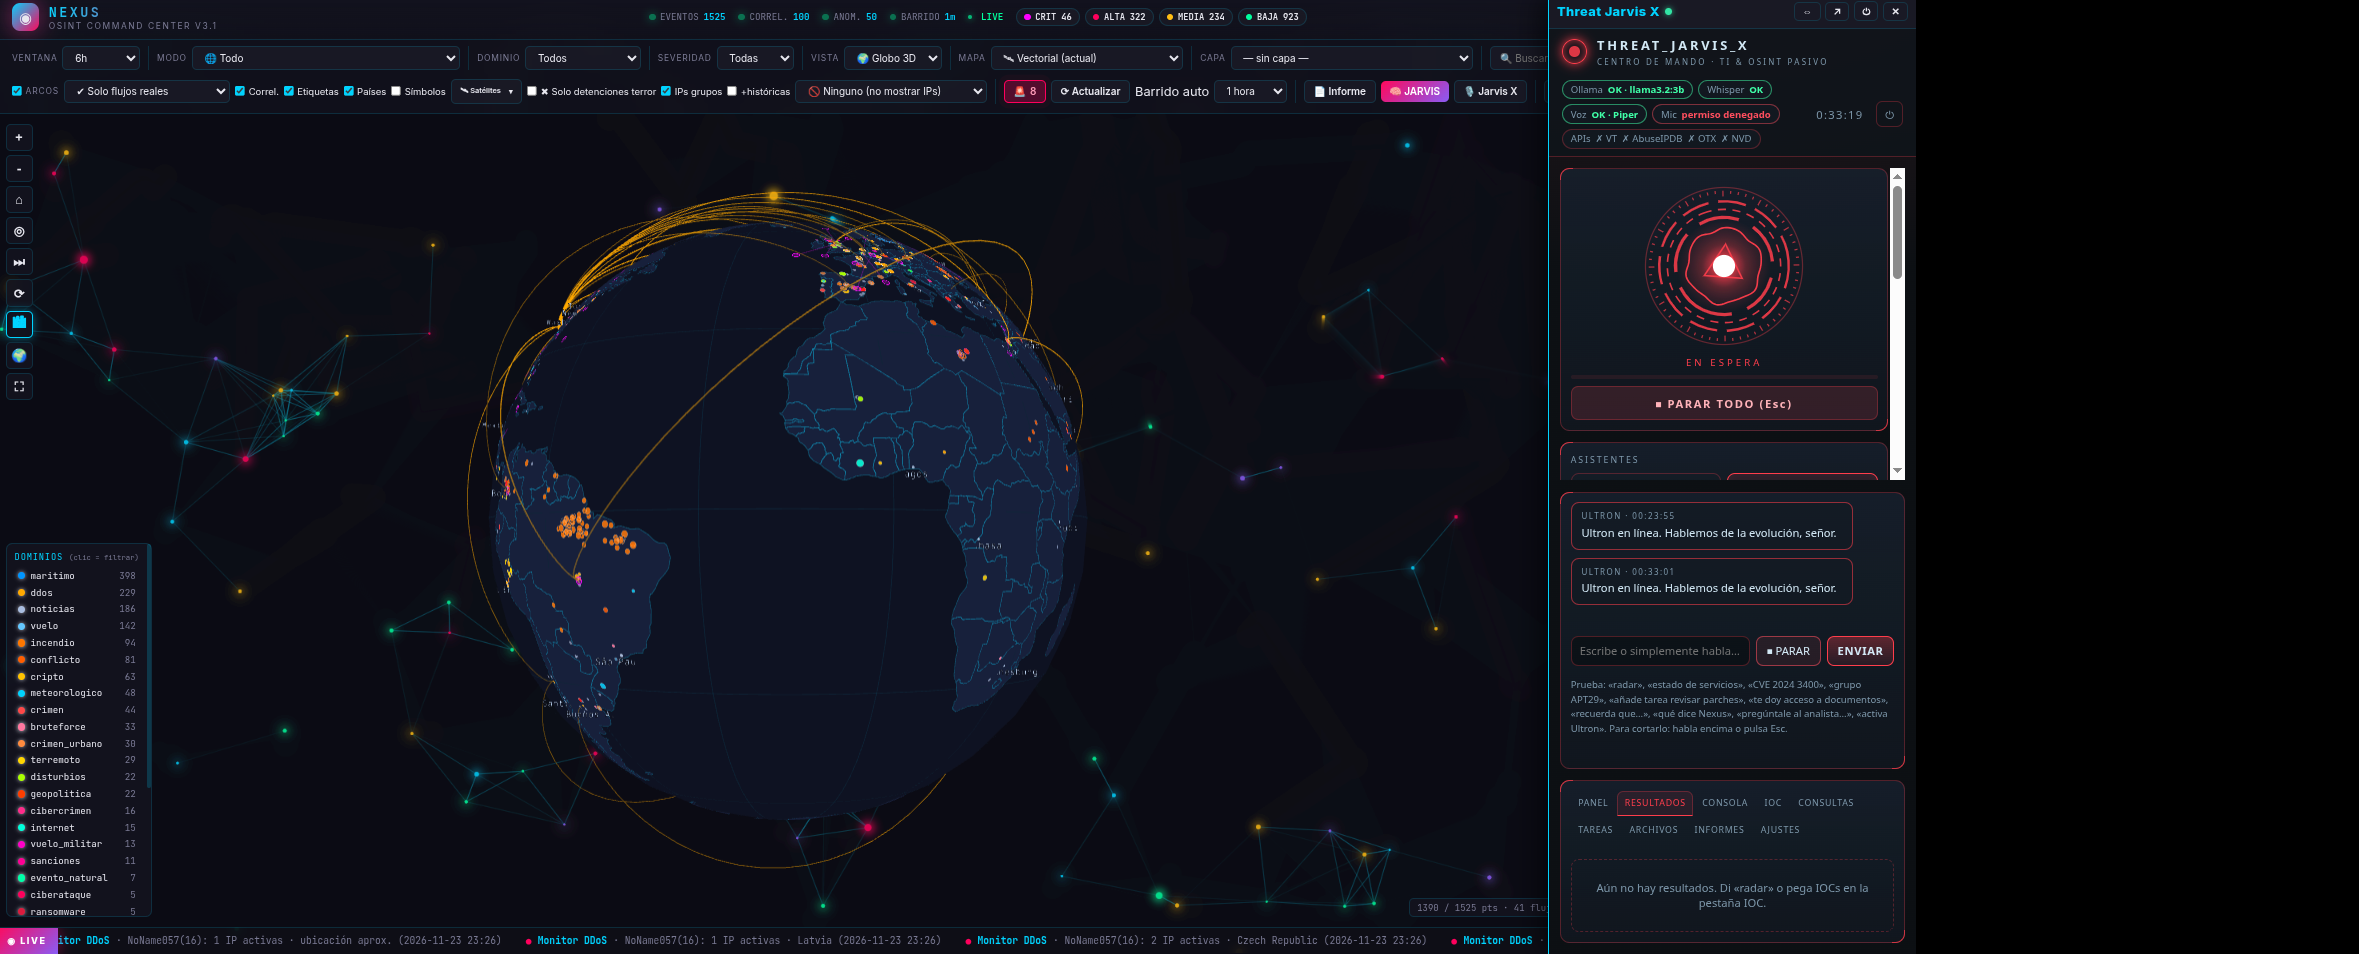 NEXUS
OSINT COMMAND CENTER V3.1
EVENTOS 1525 CORREL. 100 ANOM. 50 BARRIDO 1m LIVE CRIT 46 ALTA 322 MEDIA 234 BAJA 923
VENTANA 6h MODO Todo DOMINIO Todos SEVERIDAD Todas VISTA Globo 3D MAPA Vectorial (actual) CAPA — sin capa — Buscar
ARCOS ✔ Solo flujos reales Correl. Etiquetas Países Símbolos Satélites ✖ Solo detenciones terror IPs grupos +históricas Ninguno (no mostrar IPs) 8 Actualizar Barrido auto 1 hora Informe JARVIS Jarvis X
+
-
DOMINIOS (clic = filtrar)
maritimo 398
ddos 229
noticias 186
vuelo 142
incendio 94
conflicto 81
cripto 63
meteorologico 48
crimen 44
bruteforce 33
crimen_urbano 30
terremoto 29
disturbios 22
geopolitica 22
cibercrimen 16
internet 15
vuelo_militar 13
sanciones 11
evento_natural 7
ciberataque 5
ransomware 5
1390 / 1525 pts · 41 flu
LIVE
itor DDoS · NoName057(16): 1 IP activas · ubicación aprox. (2026-11-23 23:26) ● Monitor DDoS · NoName057(16): 1 IP activas · Latvia (2026-11-23 23:26) ● Monitor DDoS · NoName057(16): 2 IP activas · Czech Republic (2026-11-23 23:26) ● Monitor DDoS ·
Threat Jarvis X
THREAT_JARVIS_X
CENTRO DE MANDO · TI & OSINT PASIVO
Ollama OK · llama3.2:3b Whisper OK
Voz OK · Piper Mic permiso denegado 0:33:19
APIs ✗ VT ✗ AbuseIPDB ✗ OTX ✗ NVD
EN ESPERA
■ PARAR TODO (Esc)
ASISTENTES
ULTRON · 00:23:55
Ultron en línea. Hablemos de la evolución, señor.
ULTRON · 00:33:01
Ultron en línea. Hablemos de la evolución, señor.
Escribe o simplemente habla... ■ PARAR ENVIAR
Prueba: «radar», «estado de servicios», «CVE 2024 3400», «grupo
APT29», «añade tarea revisar parches», «te doy acceso a documentos»,
«recuerda que...», «qué dice Nexus», «pregúntale al analista...», «activa
Ultron». Para cortarlo: habla encima o pulsa Esc.
PANEL RESULTADOS CONSOLA IOC CONSULTAS
TAREAS ARCHIVOS INFORMES AJUSTES
Aún no hay resultados. Di «radar» o pega IOCs en la
pestaña IOC.